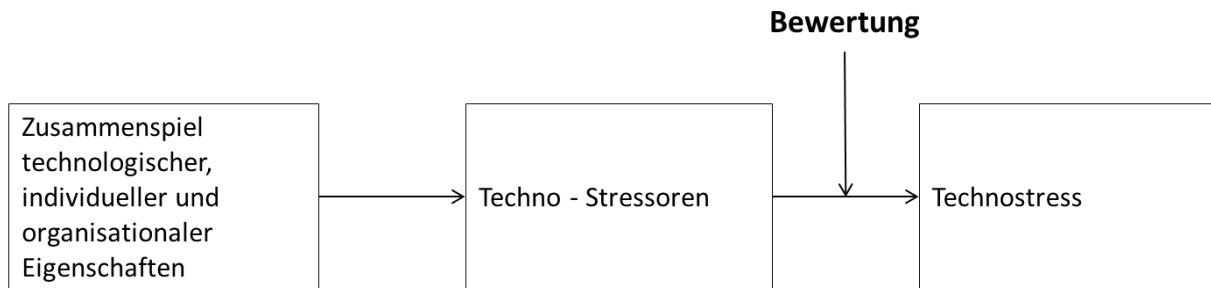 Bewertung
Zusammenspiel
technologischer,
individueller und
organisationaler
Eigenschaften
Techno - Stressoren
Technostress